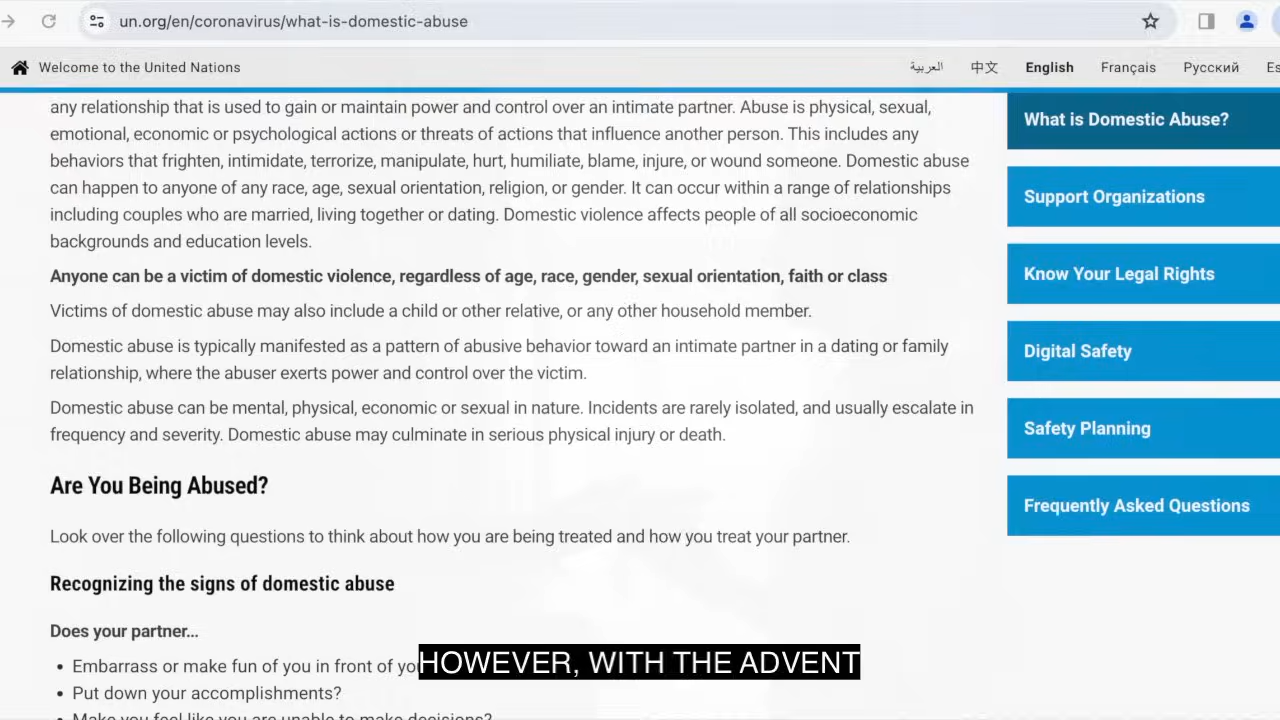 un.org/en/coronavirus/what-is-domestic-abuse
Welcome to the United Nations
العربية 中文 English Français Русский Es
any relationship that is used to gain or maintain power and control over an intimate partner. Abuse is physical, sexual,
emotional, economic or psychological actions or threats of actions that influence another person. This includes any
behaviors that frighten, intimidate, terrorize, manipulate, hurt, humiliate, blame, injure, or wound someone. Domestic abuse
can happen to anyone of any race, age, sexual orientation, religion, or gender. It can occur within a range of relationships
including couples who are married, living together or dating. Domestic violence affects people of all socioeconomic
backgrounds and education levels.
Anyone can be a victim of domestic violence, regardless of age, race, gender, sexual orientation, faith or class
Victims of domestic abuse may also include a child or other relative, or any other household member.
Domestic abuse is typically manifested as a pattern of abusive behavior toward an intimate partner in a dating or family
relationship, where the abuser exerts power and control over the victim.
Domestic abuse can be mental, physical, economic or sexual in nature. Incidents are rarely isolated, and usually escalate in
frequency and severity. Domestic abuse may culminate in serious physical injury or death.
Are You Being Abused?
Look over the following questions to think about how you are being treated and how you treat your partner.
Recognizing the signs of domestic abuse
Does your partner...
• Embarrass or make fun of you in front of yo
• Put down your accomplishments?
• Make you feel like you are unable to make decisions?
What is Domestic Abuse?
Support Organizations
Know Your Legal Rights
Digital Safety
Safety Planning
Frequently Asked Questions
HOWEVER, WITH THE ADVENT